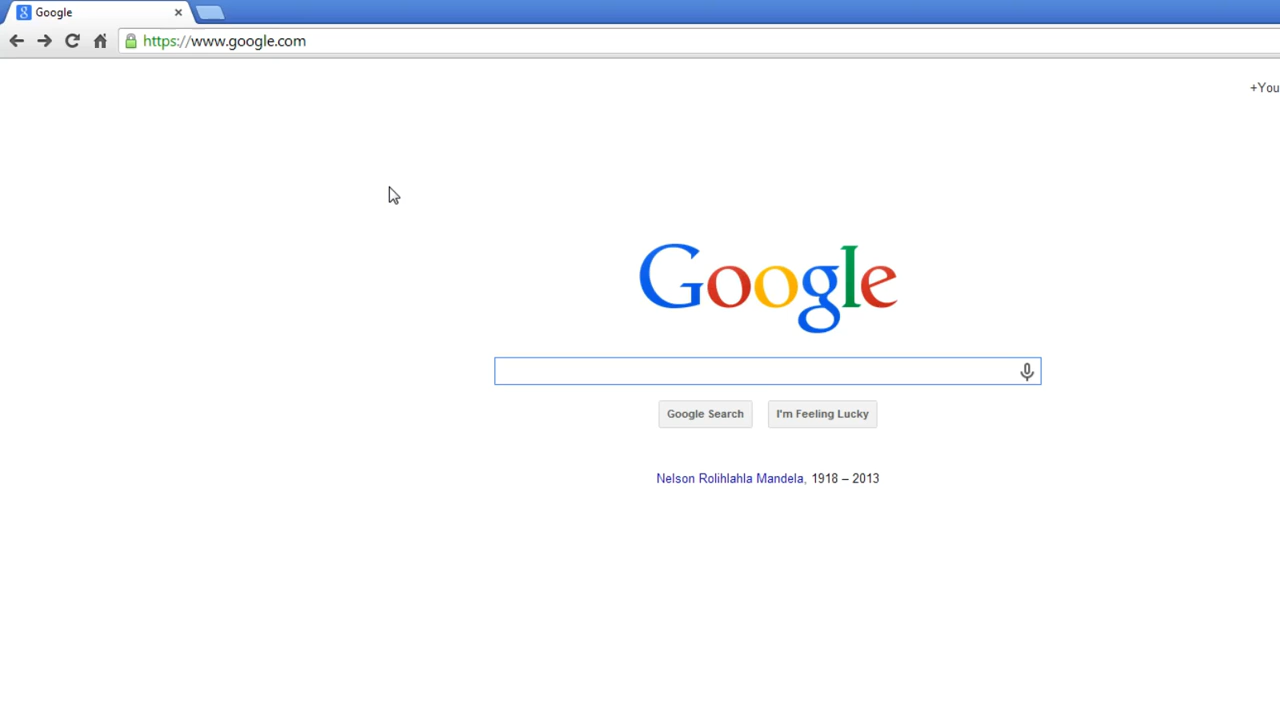 Google
https://www.google.com
+You
Google
Google Search
I'm Feeling Lucky
Nelson Rolihlahla Mandela, 1918 – 2013